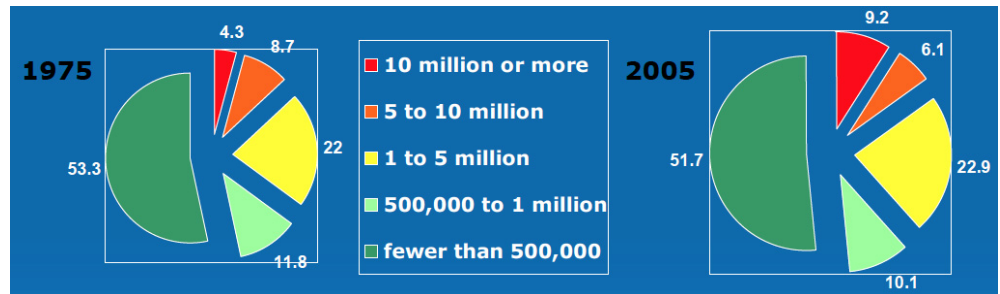 1975
4.3
8.7
22
11.8
53.3
10 million or more
5 to 10 million
1 to 5 million
500,000 to 1 million
fewer than 500,000
2005
9.2
6.1
22.9
10.1
51.7